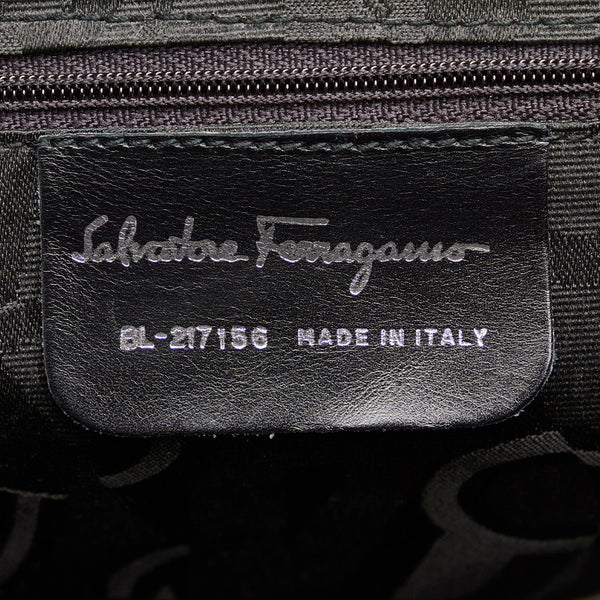 Salvatore Ferragamo
BL-217156 MADE IN ITALY